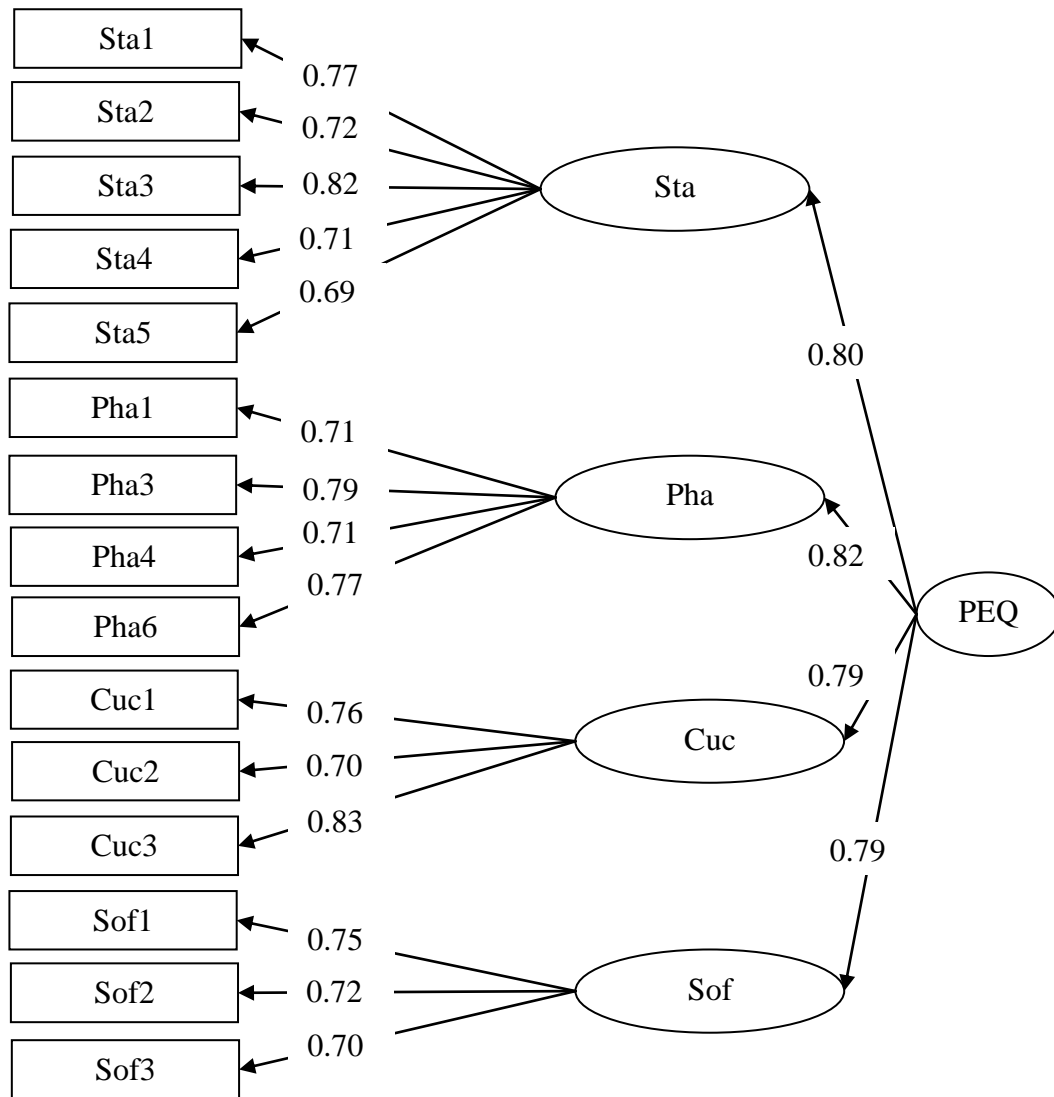 Sta1
0.77
Sta2
0.72
Sta3
0.82
Sta
Sta4
0.71
Sta5
0.69
0.80
Pha1
0.71
Pha3
0.79
Pha
Pha4
0.71
0.82
Pha6
0.77
PEQ
Cuc1
0.76
0.79
Cuc2
0.70
Cuc
Cuc3
0.83
0.79
Sof1
0.75
Sof2
0.72
Sof
Sof3
0.70